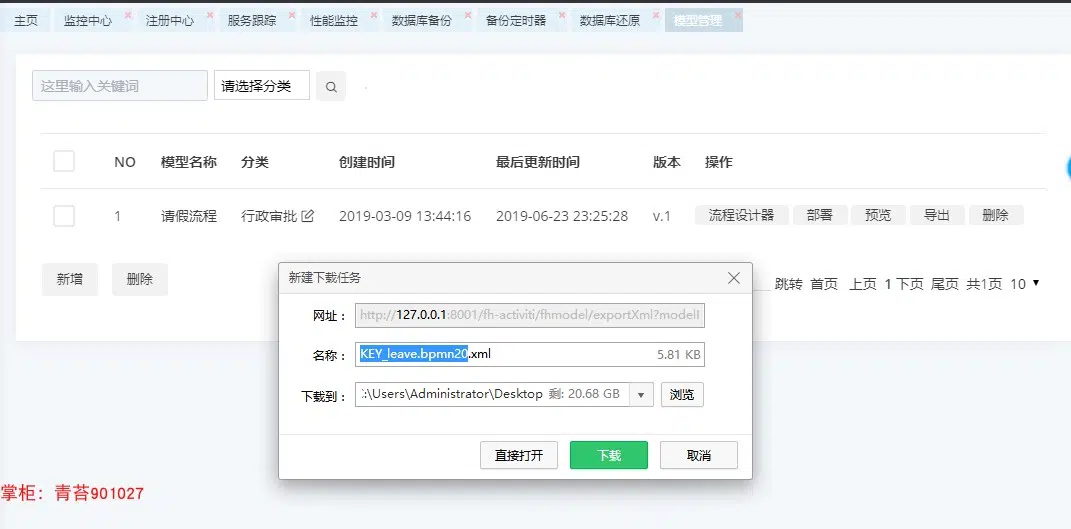 主页 监控中心 注册中心 服务跟踪 性能监控 数据库备份 备份定时器 数据库还原 模型管理
这里输入关键词 请选择分类
NO 模型名称 分类 创建时间 最后更新时间 版本 操作
1 请假流程 行政审批 2019-03-09 13:44:16 2019-06-23 23:25:28 v.1 流程设计器 部署 预览 导出 删除
新增 删除
跳转 首页 上页 1 下页 尾页 共1页 10
新建下载任务
网址： http://127.0.0.1:8001/fh-activiti/fhmodel/exportXml?modelI
名称： KEY_leave.bpmn20.xml 5.81 KB
下载到： :\Users\Administrator\Desktop 剩: 20.68 GB 浏览
直接打开 下载 取消
掌柜：青苔901027